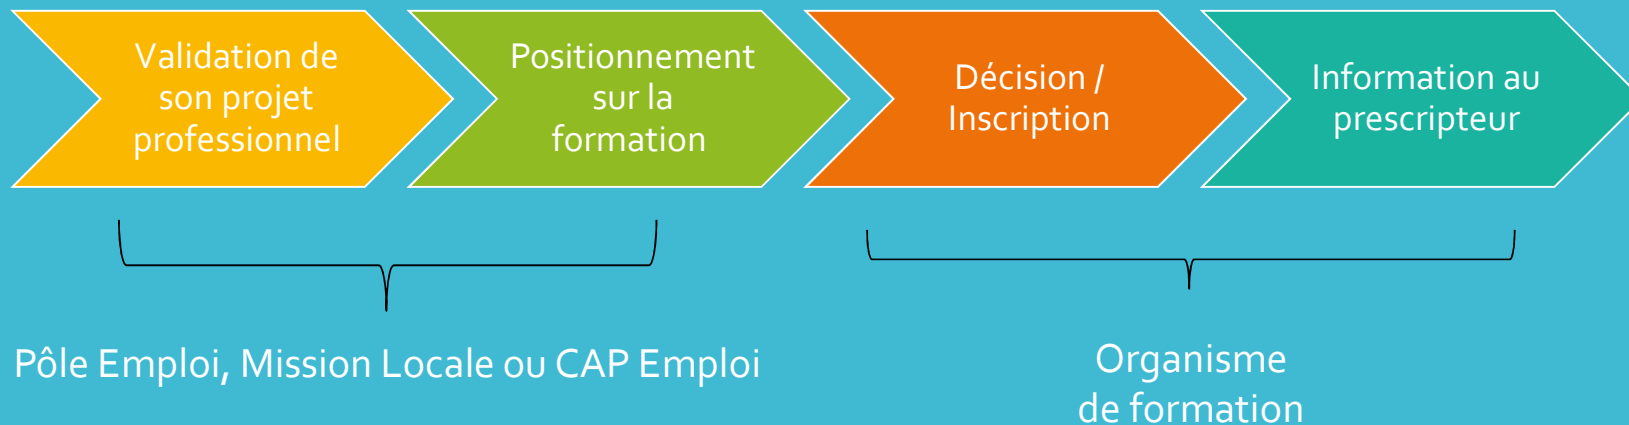 Validation de
son projet
professionnel
Positionnement
sur la
formation
Décision /
Inscription
Information au
prescripteur
Pôle Emploi, Mission Locale ou CAP Emploi
Organisme
de formation